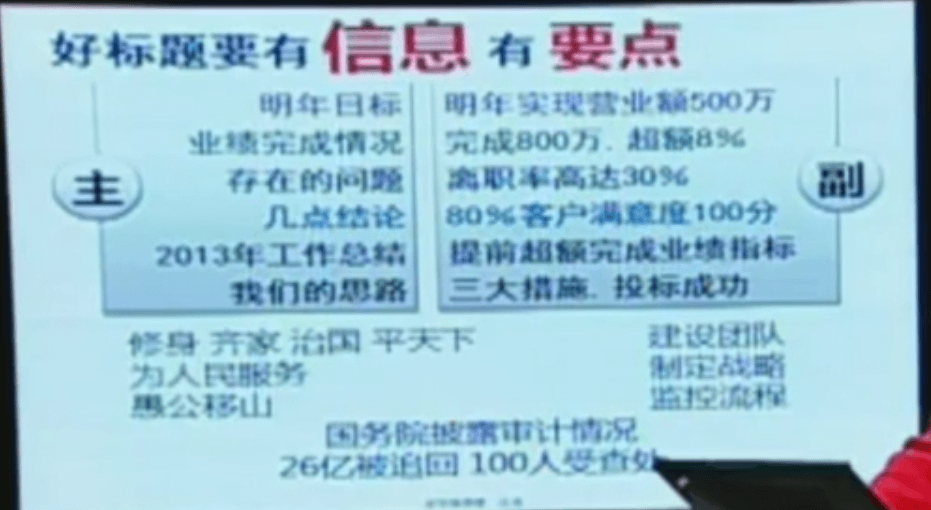 好标题要有 信息 有 要点
主
副
明年目标 明年实现营业额500万
业绩完成情况 完成800万，超额8%
存在的问题 离职率高达30%
几点结论 80%客户满意度100分
2013年工作总结 提前超额完成业绩指标
我们的思路 三大措施，投标成功
修身 齐家 治国 平天下 建设团队
为人民服务 制定战略
愚公移山 监控流程
国务院披露审计情况
26亿被追回 100人受查处